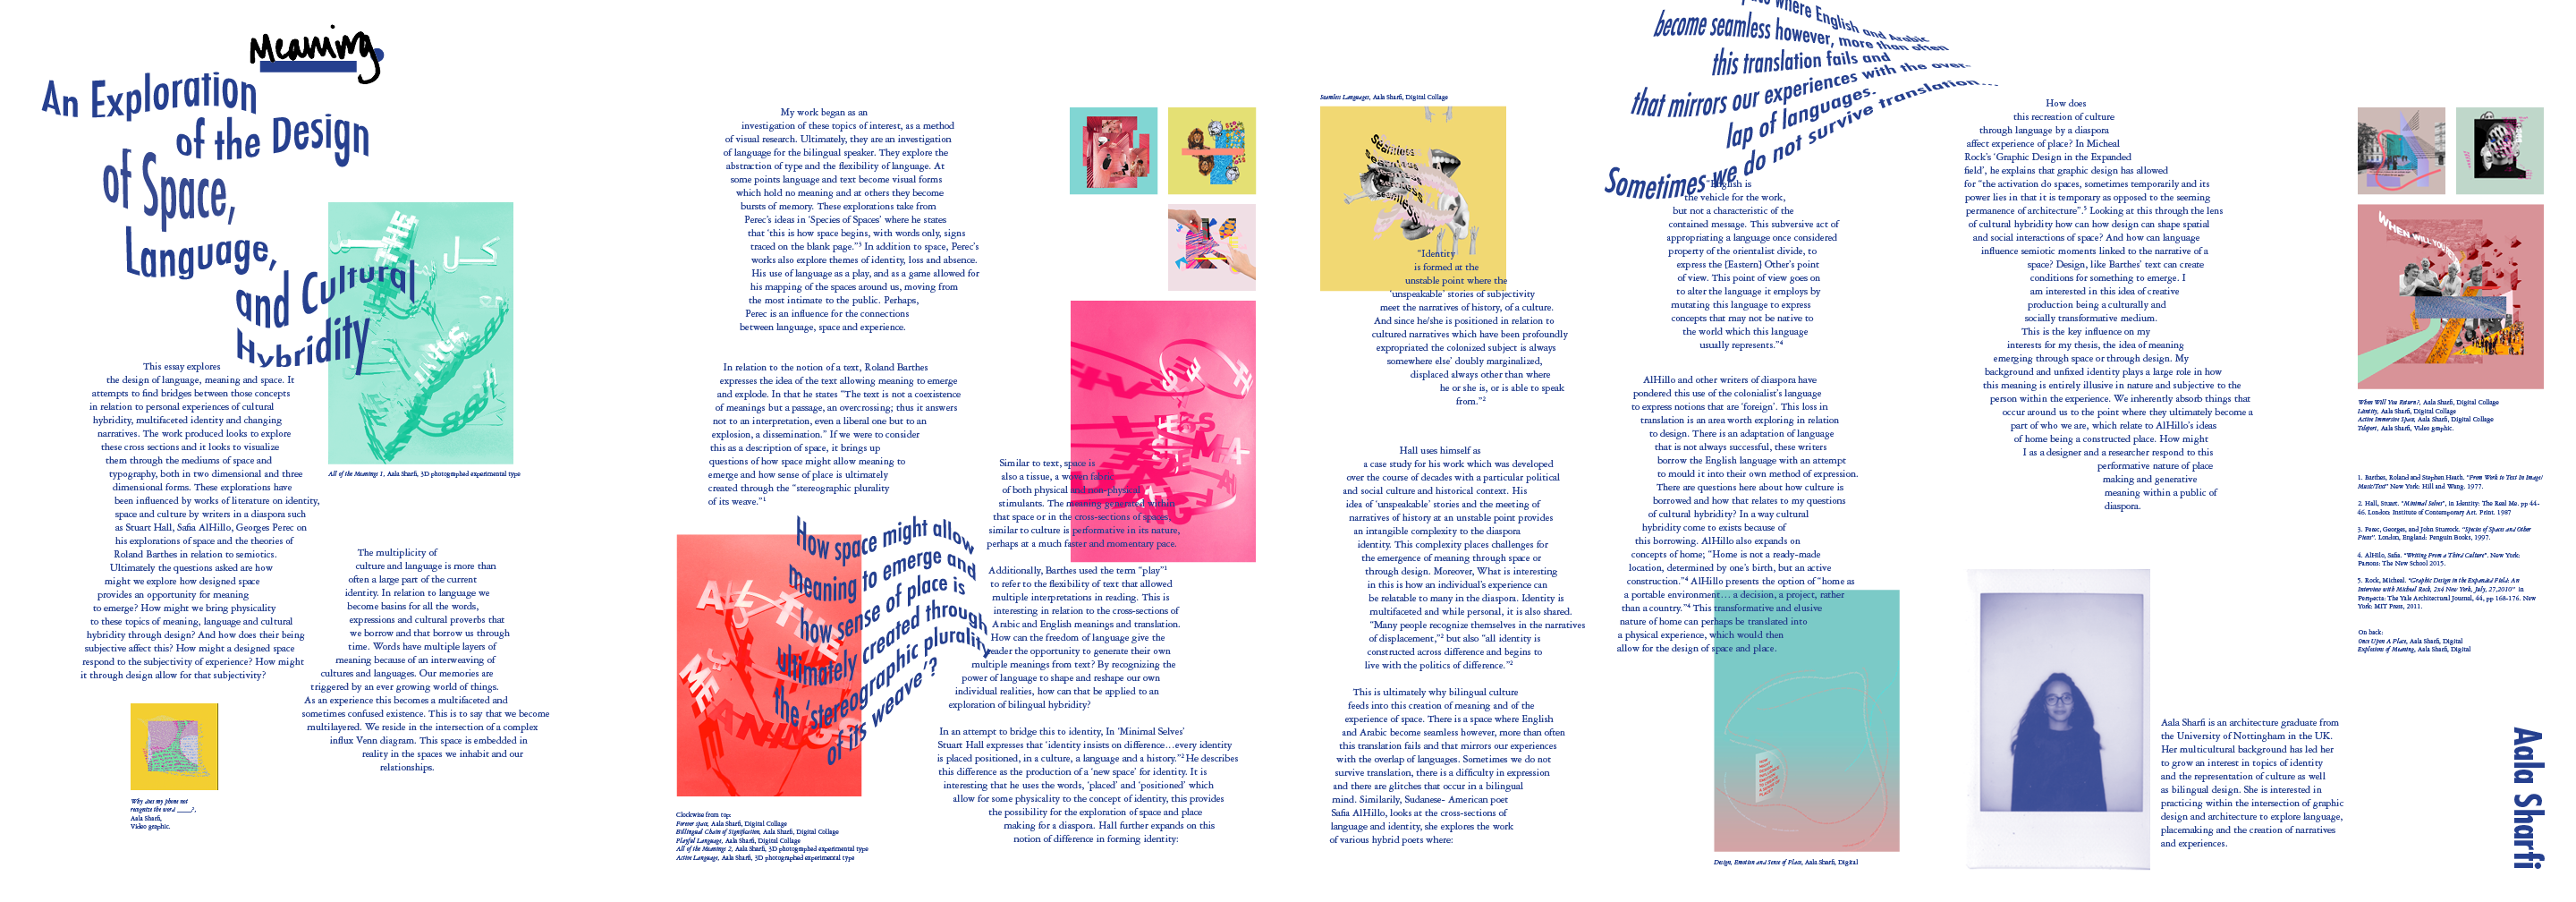 Meaning.
An Exploration
of the Design
of Space,
Language,
and Cultural
Hybridity
This essay explores
the design of language, meaning and space. It
attempts to find bridges between those concepts
in relation to personal experiences of cultural
hybridity, multifaceted identity and changing
narratives. The work produced looks to explore
these cross sections and it looks to visualize
them through the mediums of space and
typography, both in two dimensional and three
dimensional forms. These explorations have
been influenced by works of literature on identity,
space and culture by writers in a diaspora such
as Stuart Hall, Safia AlHillo, Georges Perec on
his explorations of space and the theories of
Roland Barthes in relation to semiotics.
Ultimately the questions asked are how
might we explore how designed space
provides an opportunity for meaning
to emerge? How might we bring physicality
to these topics of meaning, language and cultural
hybridity through design? And how does their being
subjective affect this? How might a designed space
respond to the subjectivity of experience? How might
it through design allow for that subjectivity?
Why does my phone not
recognize the word ____?,
Aala Sharfi,
Video graphic.
كل
All of the Meanings 1, Aala Sharfi, 3D photographed experimental type
The multiplicity of
culture and language is more than
often a large part of the current
identity. In relation to language we
become basins for all the words,
expressions and cultural proverbs that
we borrow and that borrow us through
time. Words have multiple layers of
meaning because of an interweaving of
cultures and languages. Our memories are
triggered by an ever growing world of things.
As an experience this becomes a multifaceted and
sometimes confused existence. This is to say that we become
multilayered. We reside in the intersection of a complex
influx Venn diagram. This space is embedded in
reality in the spaces we inhabit and our
relationships.
My work began as an
investigation of these topics of interest, as a method
of visual research. Ultimately, they are an investigation
of language for the bilingual speaker. They explore the
abstraction of type and the flexibility of language. At
some points language and text become visual forms
which hold no meaning and at others they become
bursts of memory. These explorations take from
Perec's ideas in 'Species of Spaces' where he states
that 'this is how space begins, with words only, signs
traced on the blank page."³ In addition to space, Perec's
works also explore themes of identity, loss and absence.
His use of language as a play, and as a game allowed for
his mapping of the spaces around us, moving from
the most intimate to the public. Perhaps,
Perec is an influence for the connections
between language, space and experience.
In relation to the notion of a text, Roland Barthes
expresses the idea of the text allowing meaning to emerge
and explode. In that he states "The text is not a coexistence
of meanings but a passage, an overcrossing; thus it answers
not to an interpretation, even a liberal one but to an
explosion, a dissemination." If we were to consider
this as a description of space, it brings up
questions of how space might allow meaning to
emerge and how sense of place is ultimately
created through the "stereographic plurality
of its weave."¹
ALL THE
MEANINGS
How space might allow
meaning to emerge and
how sense of place is
ultimately created through
the 'stereographic plurality
of its weave'?
Clockwise from top:
Forever space, Aala Sharfi, Digital Collage
Billingual Chain of Signification, Aala Sharfi, Digital Collage
Playful Language, Aala Sharfi, Digital Collage
All of the Meanings 2, Aala Sharfi, 3D photographed experimental type
Active Language, Aala Sharfi, 3D photographed experimental type
Similar to text, space is
also a tissue, a woven fabric
of both physical and non-physical
stimulants. The meaning generated within
that space or in the cross-sections of spaces,
similar to culture is performative in its nature,
perhaps at a much faster and momentary pace.
Additionally, Barthes used the term "play"¹
to refer to the flexibility of text that allowed
multiple interpretations in reading. This is
interesting in relation to the cross-sections of
Arabic and English meanings and translation.
How can the freedom of language give the
reader the opportunity to generate their own
multiple meanings from text? By recognizing the
power of language to shape and reshape our own
individual realities, how can that be applied to an
exploration of bilingual hybridity?
In an attempt to bridge this to identity, In 'Minimal Selves'
Stuart Hall expresses that 'identity insists on difference…every identity
is placed positioned, in a culture, a language and a history."² He describes
this difference as the production of a 'new space' for identity. It is
interesting that he uses the words, 'placed' and 'positioned' which
allow for some physicality to the concept of identity, this provides
the possibility for the exploration of space and place
making for a diaspora. Hall further expands on this
notion of difference in forming identity:
Seamless Languages, Aala Sharfi, Digital Collage
Seamless
seamless
"Identity
is formed at the
unstable point where the
'unspeakable' stories of subjectivity
meet the narratives of history, of a culture.
And since he/she is positioned in relation to
cultured narratives which have been profoundly
expropriated the colonized subject is always
somewhere else' doubly marginalized,
displaced always other than where
he or she is, or is able to speak
from."²
Hall uses himself as
a case study for his work which was developed
over the course of decades with a particular political
and social culture and historical context. His
idea of 'unspeakable' stories and the meeting of
narratives of history at an unstable point provides
an intangible complexity to the diaspora
identity. This complexity places challenges for
the emergence of meaning through space or
through design. Moreover, What is interesting
in this is how an individual's experience can
be relatable to many in the diaspora. Identity is
multifaceted and while personal, it is also shared.
"Many people recognize themselves in the narratives
of displacement,"² but also "all identity is
constructed across difference and begins to
live with the politics of difference."²
This is ultimately why bilingual culture
feeds into this creation of meaning and of the
experience of space. There is a space where English
and Arabic become seamless however, more than often
this translation fails and that mirrors our experiences
with the overlap of languages. Sometimes we do not
survive translation, there is a difficulty in expression
and there are glitches that occur in a bilingual
mind. Similarily, Sudanese- American poet
Safia AlHillo, looks at the cross-sections of
language and identity, she explores the work
of various hybrid poets where:
where English and Arabic
become seamless however, more than often
this translation fails and
that mirrors our experiences with the over-
lap of languages.
Sometimes we do not survive translation...
"English is
the vehicle for the work,
but not a characteristic of the
contained message. This subversive act of
appropriating a language once considered
property of the orientalist divide, to
express the [Eastern] Other's point
of view. This point of view goes on
to alter the language it employs by
mutating this language to express
concepts that may not be native to
the world which this language
usually represents."⁴
AlHillo and other writers of diaspora have
pondered this use of the colonialist's language
to express notions that are 'foreign'. This loss in
translation is an area worth exploring in relation
to design. There is an adaptation of language
that is not always successful, these writers
borrow the English language with an attempt
to mould it into their own method of expression.
There are questions here about how culture is
borrowed and how that relates to my questions
of cultural hybridity? In a way cultural
hybridity come to exists because of
this borrowing. AlHillo also expands on
concepts of home; "Home is not a ready-made
location, determined by one's birth, but an active
construction."⁴ AlHillo presents the option of "home as
a portable environment… a decision, a project, rather
than a country."⁴ This transformative and elusive
nature of home can perhaps be translated into
a physical experience, which would then
allow for the design of space and place.
Design, Emotion and Sense of Place, Aala Sharfi, Digital
How does
this recreation of culture
through language by a diaspora
affect experience of place? In Micheal
Rock's 'Graphic Design in the Expanded
field', he explains that graphic design has allowed
for "the activation do spaces, sometimes temporarily and its
power lies in that it is temporary as opposed to the seeming
permanence of architecture".⁵ Looking at this through the lens
of cultural hybridity how can how design can shape spatial
and social interactions of space? And how can language
influence semiotic moments linked to the narrative of a
space? Design, like Barthes' text can create
conditions for something to emerge. I
am interested in this idea of creative
production being a culturally and
socially transformative medium.
This is the key influence on my
interests for my thesis, the idea of meaning
emerging through space or through design. My
background and unfixed identity plays a large role in how
this meaning is entirely illusive in nature and subjective to the
person within the experience. We inherently absorb things that
occur around us to the point where they ultimately become a
part of who we are, which relate to AlHillo's ideas
of home being a constructed place. How might
I as a designer and a researcher respond to this
performative nature of place
making and generative
meaning within a public of
diaspora.
WHEN WILL YOU
When Will You Return?, Aala Sharfi, Digital Collage
Identity, Aala Sharfi, Digital Collage
Active Immersive Space, Aala Sharfi, Digital Collage
Teleport, Aala Sharfi, Video graphic.
1. Barthes, Roland and Stephen Heath. "From Work to Text In Image/
Music/Text" New York: Hill and Wang. 1977.
2. Hall, Stuart. "Minimal Selves", in Identity: The Real Me. pp 44-
46. London: Institute of Contemporary Art. Print. 1987
3. Perec, Georges, and John Sturrock. "Species of Spaces and Other
Pieces". London, England: Penguin Books, 1997.
4. AlHilo, Safia. "Writing From a Third Culture". New York:
Parsons: The New School 2015.
5. Rock, Micheal. "Graphic Design in the Expanded Field: An
Interview with Michael Rock, 2x4 New York, July, 27,2010" in
Perspecta: The Yale Architectural Journal, 44, pp 168-176. New
York: MIT Press, 2011.
On back:
Once Upon A Place, Aala Sharfi, Digital
Explosions of Meaning, Aala Sharfi, Digital
Aala Sharfi is an architecture graduate from
the University of Nottingham in the UK.
Her multicultural background has led her
to grow an interest in topics of identity
and the representation of culture as well
as bilingual design. She is interested in
practicing within the intersection of graphic
design and architecture to explore language,
placemaking and the creation of narratives
and experiences.
Aala Sharfi